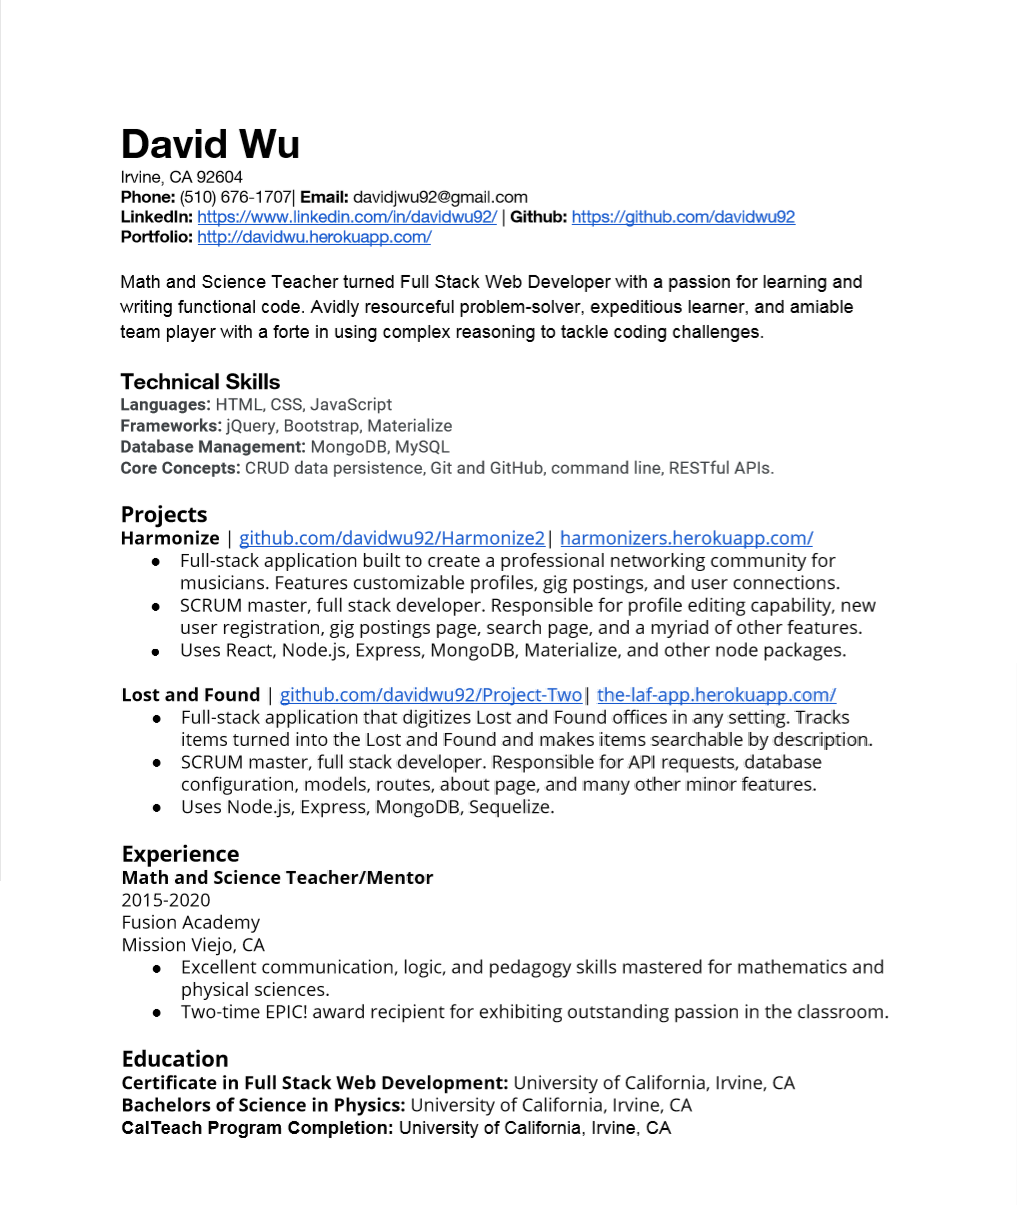 David Wu
Irvine, CA 92604
Phone: (510) 676-1707| Email: davidjwu92@gmail.com
LinkedIn: https://www.linkedin.com/in/davidwu92/ | Github: https://github.com/davidwu92
Portfolio: http://davidwu.herokuapp.com/
Math and Science Teacher turned Full Stack Web Developer with a passion for learning and
writing functional code. Avidly resourceful problem-solver, expeditious learner, and amiable
team player with a forte in using complex reasoning to tackle coding challenges.
Technical Skills
Languages: HTML, CSS, JavaScript
Frameworks: jQuery, Bootstrap, Materialize
Database Management: MongoDB, MySQL
Core Concepts: CRUD data persistence, Git and GitHub, command line, RESTful APIs.
Projects
Harmonize | github.com/davidwu92/Harmonize2| harmonizers.herokuapp.com/
● Full-stack application built to create a professional networking community for
musicians. Features customizable profiles, gig postings, and user connections.
● SCRUM master, full stack developer. Responsible for profile editing capability, new
user registration, gig postings page, search page, and a myriad of other features.
● Uses React, Node.js, Express, MongoDB, Materialize, and other node packages.
Lost and Found | github.com/davidwu92/Project-Two| the-laf-app.herokuapp.com/
● Full-stack application that digitizes Lost and Found offices in any setting. Tracks
items turned into the Lost and Found and makes items searchable by description.
● SCRUM master, full stack developer. Responsible for API requests, database
configuration, models, routes, about page, and many other minor features.
● Uses Node.js, Express, MongoDB, Sequelize.
Experience
Math and Science Teacher/Mentor
2015-2020
Fusion Academy
Mission Viejo, CA
● Excellent communication, logic, and pedagogy skills mastered for mathematics and
physical sciences.
● Two-time EPIC! award recipient for exhibiting outstanding passion in the classroom.
Education
Certificate in Full Stack Web Development: University of California, Irvine, CA
Bachelors of Science in Physics: University of California, Irvine, CA
CalTeach Program Completion: University of California, Irvine, CA